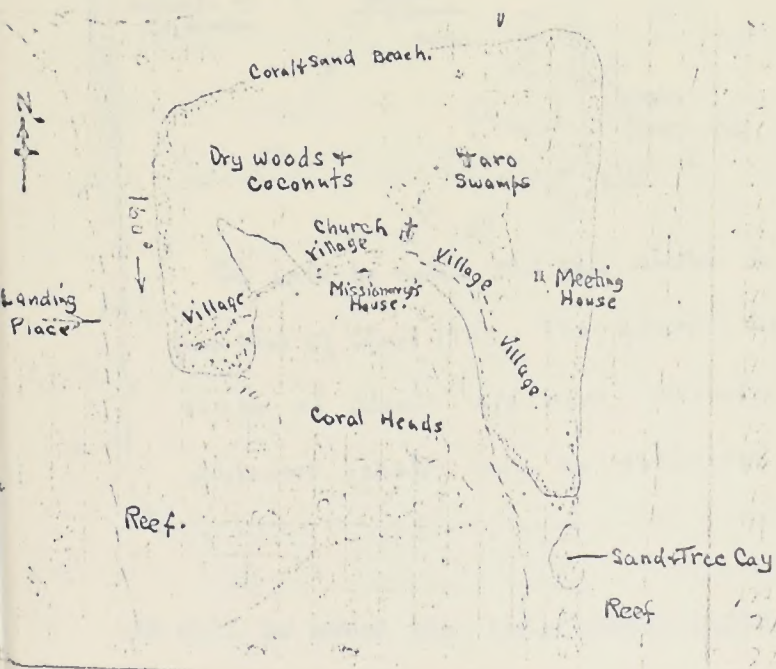 Coral & Sand Beach.
N
Dry Woods &
Coconuts
Taro
Swamps
Church
Village
Village
Missionary's
House.
Meeting
House
Landing
Place
Village
Village
Coral Heads
Reef.
Sand & Tree Cay
Reef